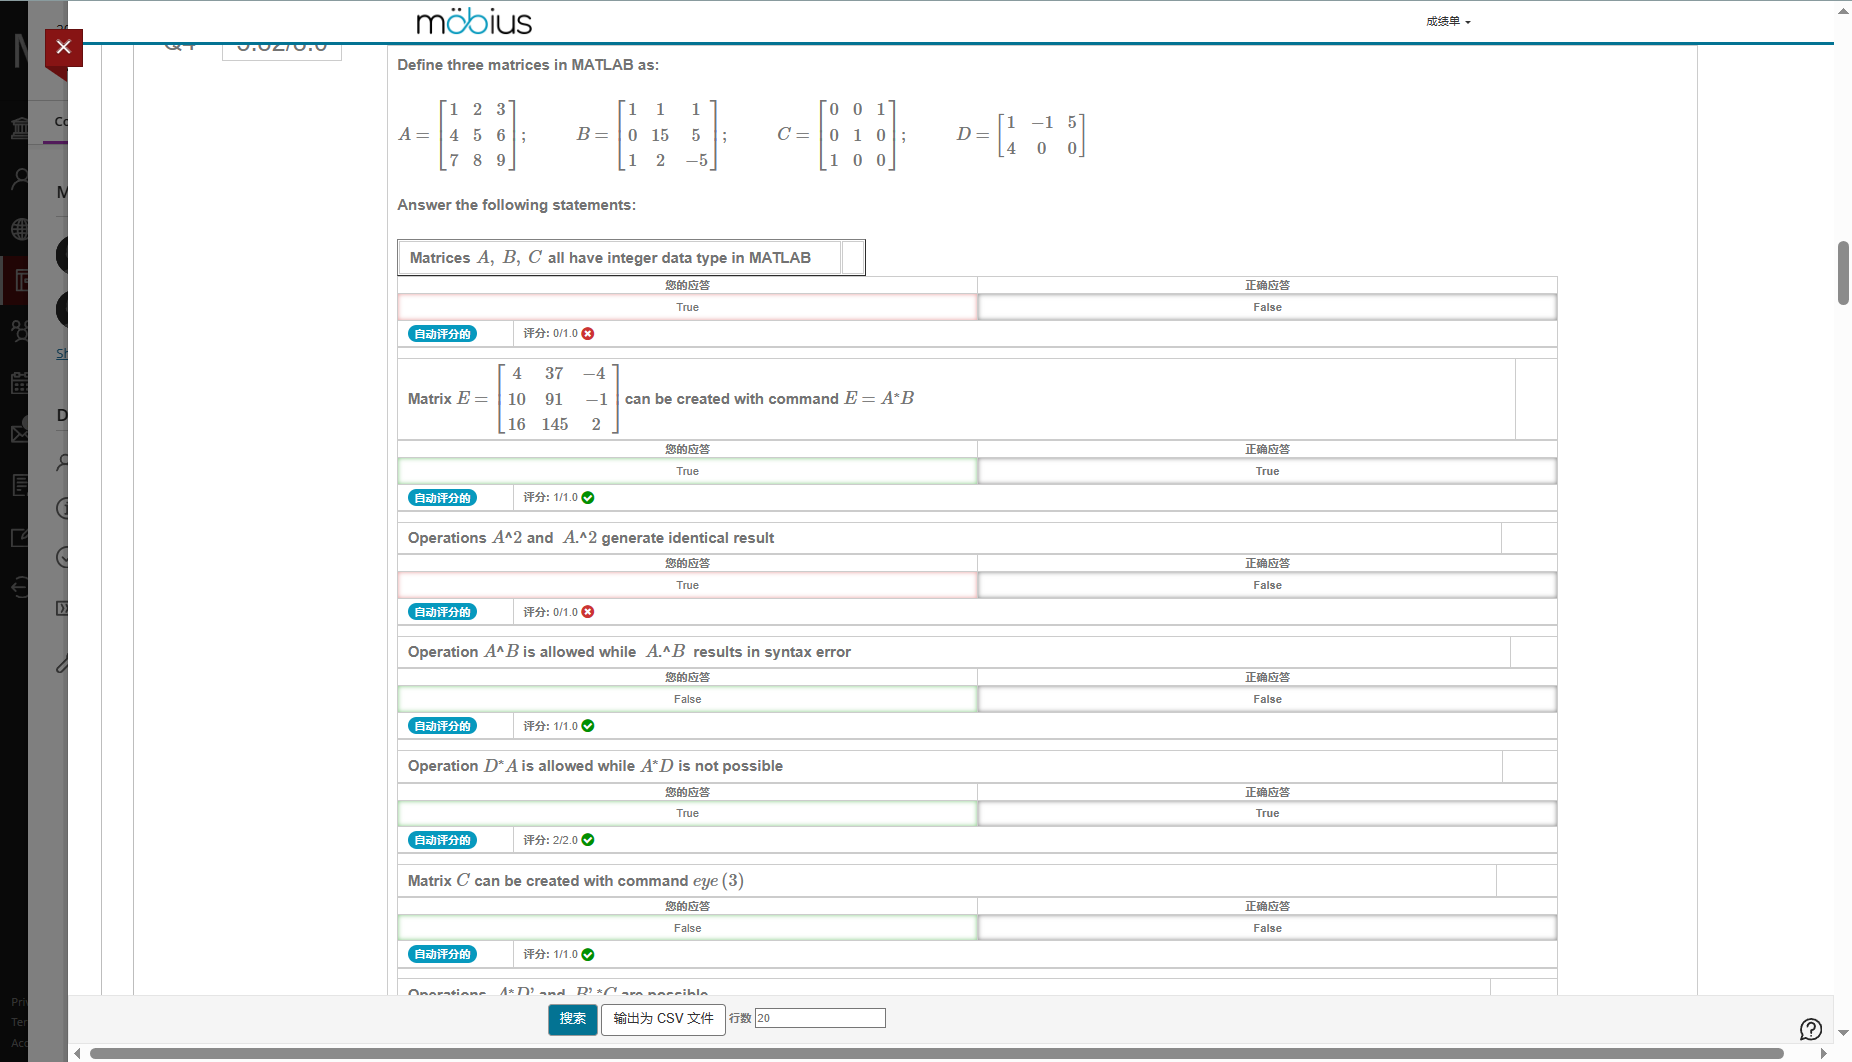 möbius
成绩单
Define three matrices in MATLAB as:
A = [1 2 3; 4 5 6; 7 8 9]; B = [1 1 1; 0 15 5; 1 2 −5]; C = [0 0 1; 0 1 0; 1 0 0]; D = [1 −1 5; 4 0 0]
Answer the following statements:
Matrices A, B, C all have integer data type in MATLAB
您的应答 正确应答
True False
自动评分的 评分: 0/1.0
Matrix E = [4 37 −4; 10 91 −1; 16 145 2] can be created with command E = A*B
您的应答 正确应答
True True
自动评分的 评分: 1/1.0
Operations A^2 and A.^2 generate identical result
您的应答 正确应答
True False
自动评分的 评分: 0/1.0
Operation A^B is allowed while A.^B results in syntax error
您的应答 正确应答
False False
自动评分的 评分: 1/1.0
Operation D*A is allowed while A*D is not possible
您的应答 正确应答
True True
自动评分的 评分: 2/2.0
Matrix C can be created with command eye (3)
您的应答 正确应答
False False
自动评分的 评分: 1/1.0
Operations A*D' and B'*C are possible
搜索 输出为 CSV 文件 行数 20